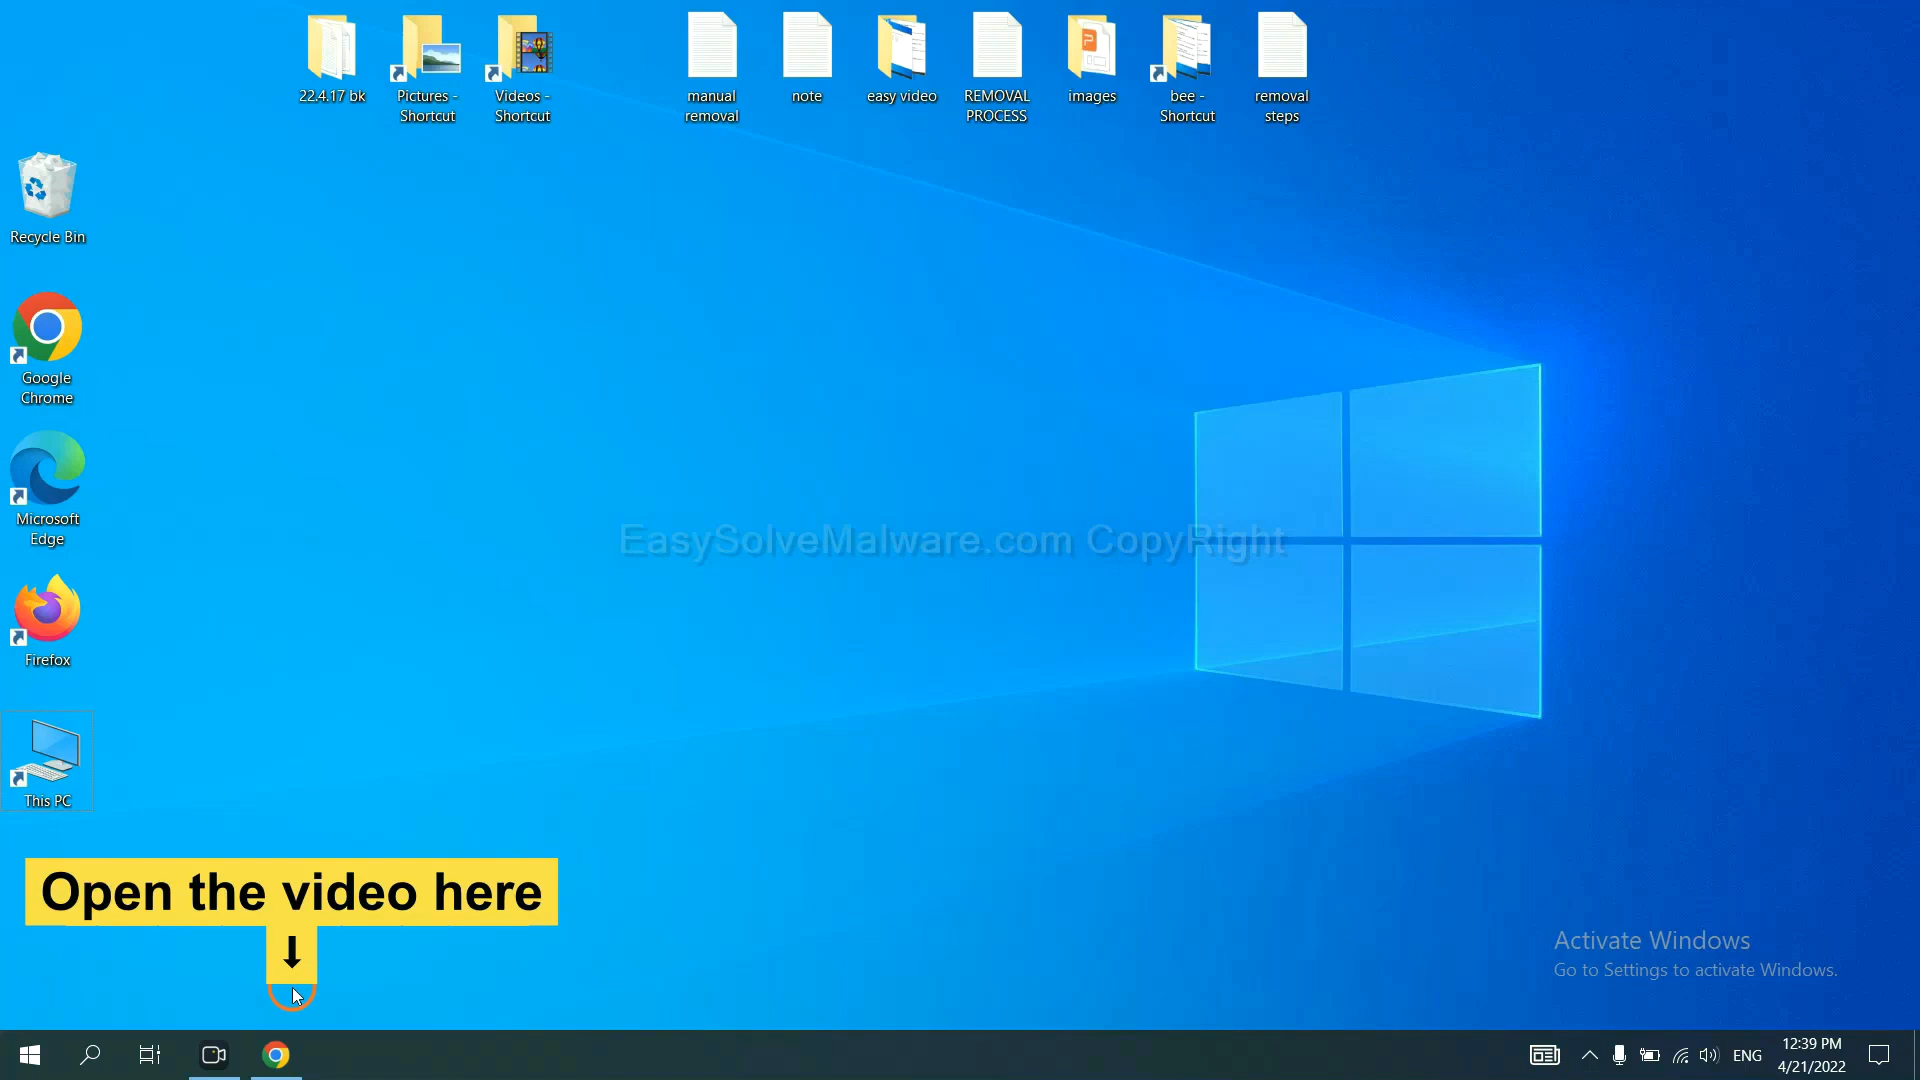 22.4.17 bk
Pictures -
Shortcut
Videos -
Shortcut
manual
removal
note
easy video
REMOVAL
PROCESS
images
bee -
Shortcut
removal
steps
Recycle Bin
Google
Chrome
Microsoft
Edge
Firefox
This PC
EasySolveMalware.com CopyRight
Open the video here
Activate Windows
Go to Settings to activate Windows.
ENG
12:39 PM
4/21/2022